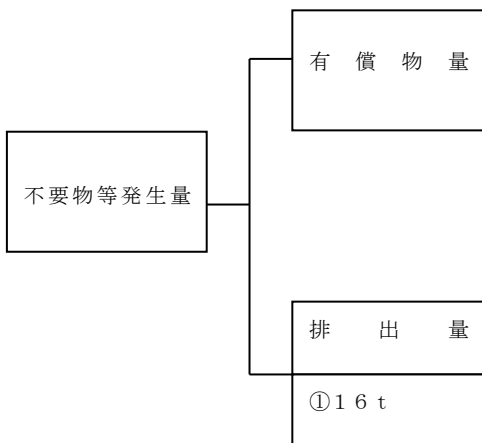 有償物量
不要物等発生量
排出量
①16t